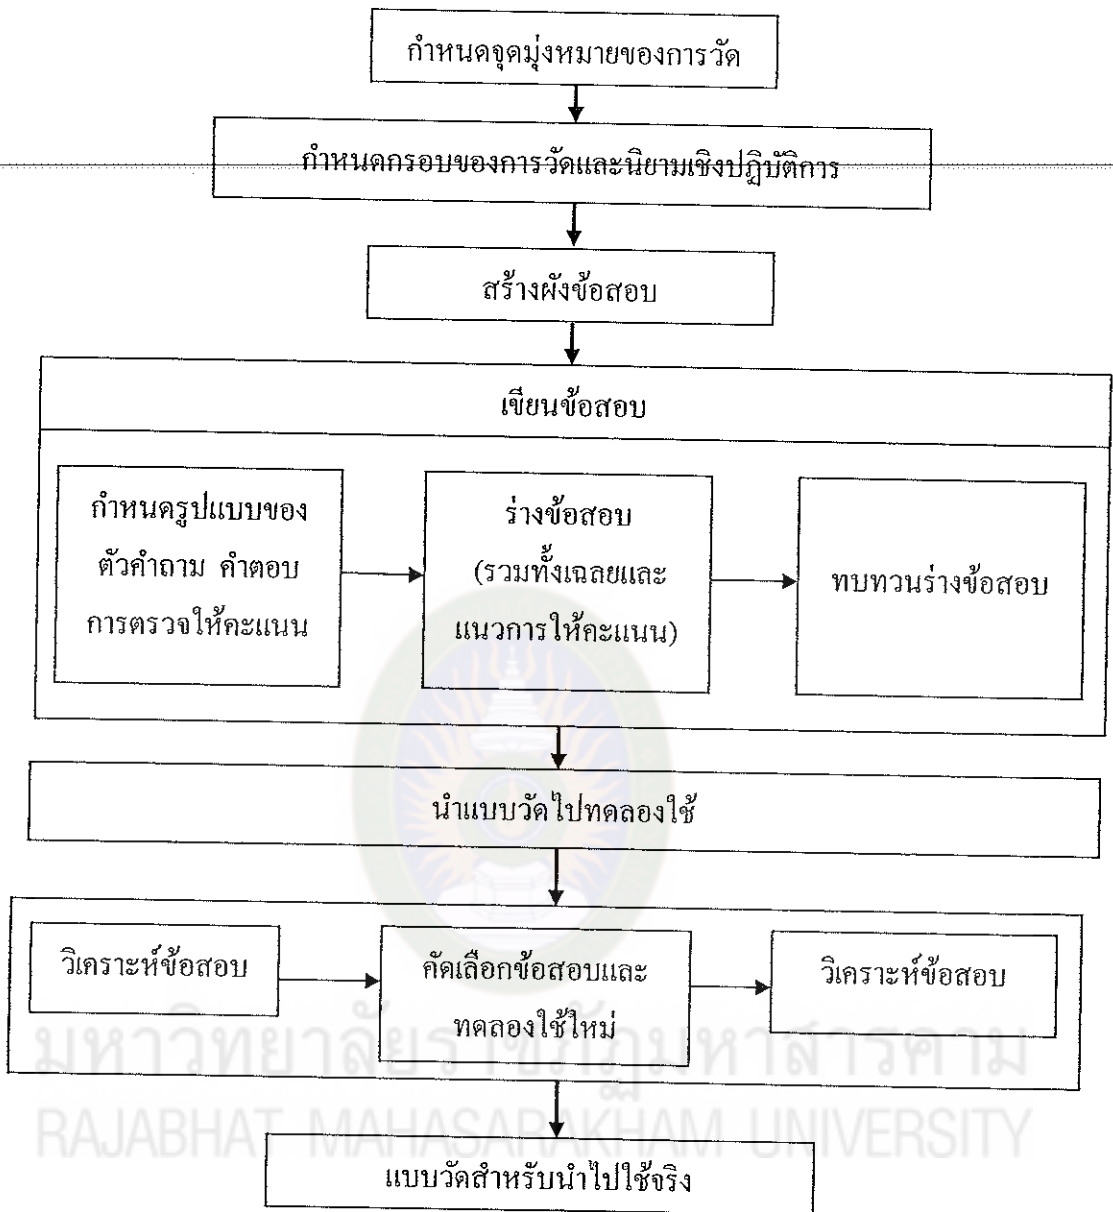 กำหนดจุดมุ่งหมายของการวัด
กำหนดกรอบของการวัดและนิยามเชิงปฏิบัติการ
สร้างผังข้อสอบ
เขียนข้อสอบ
กำหนดรูปแบบของ
ตัวคำถาม คำตอบ
การตรวจให้คะแนน
ร่างข้อสอบ
(รวมทั้งเฉลยและ
แนวการให้คะแนน)
ทบทวนร่างข้อสอบ
นำแบบวัดไปทดลองใช้
วิเคราะห์ข้อสอบ
คัดเลือกข้อสอบและ
ทดลองใช้ใหม่
วิเคราะห์ข้อสอบ
มหาวิทยาลัยราชภัฏมหาสารคาม
RAJABHAT MAHASARAKHAM UNIVERSITY
แบบวัดสำหรับนำไปใช้จริง